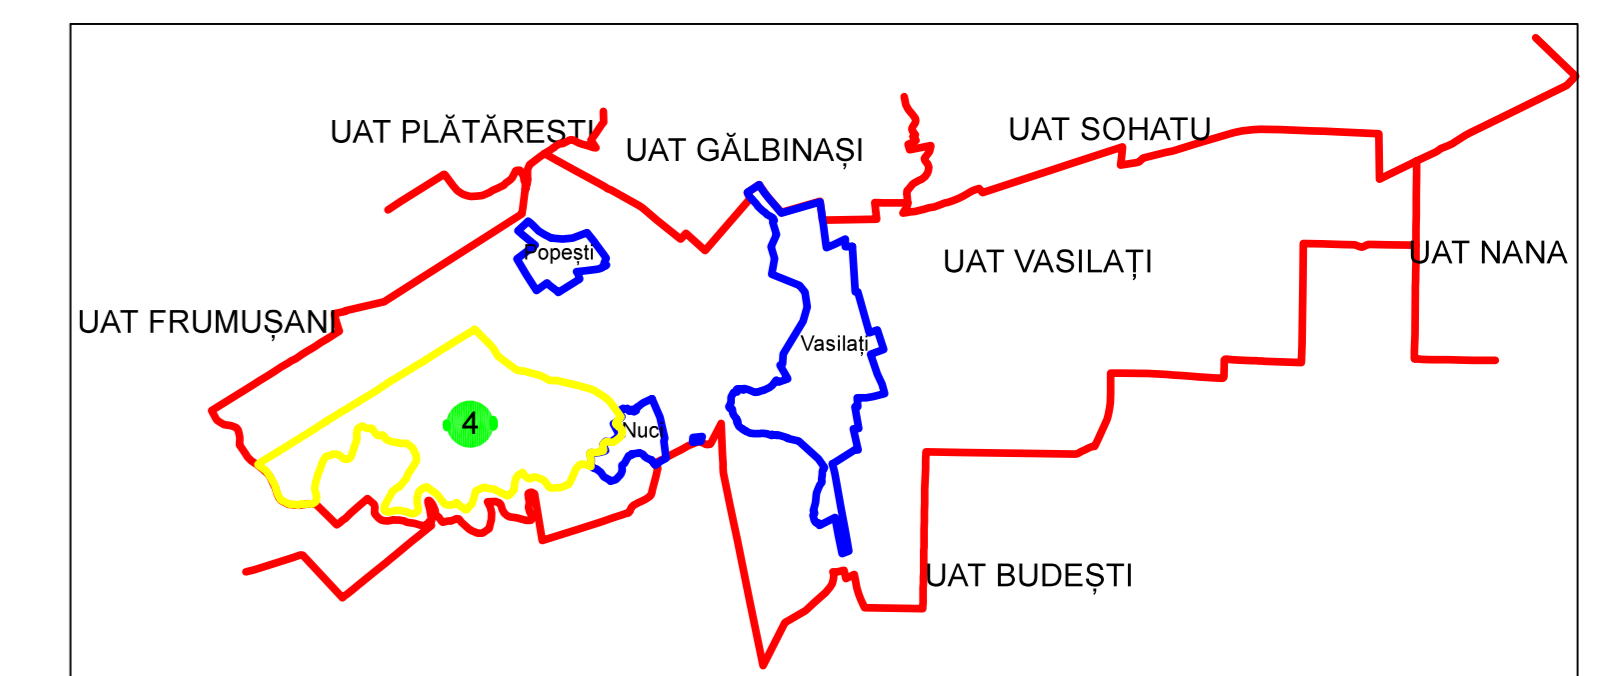 UAT PLĂTĂREȘTI
UAT GĂLBINAȘI
UAT SOHATU
Popești
UAT VASILAȚI
UAT NANA
UAT FRUMUȘANI
Vasilați
4
Nuci
UAT BUDEȘTI